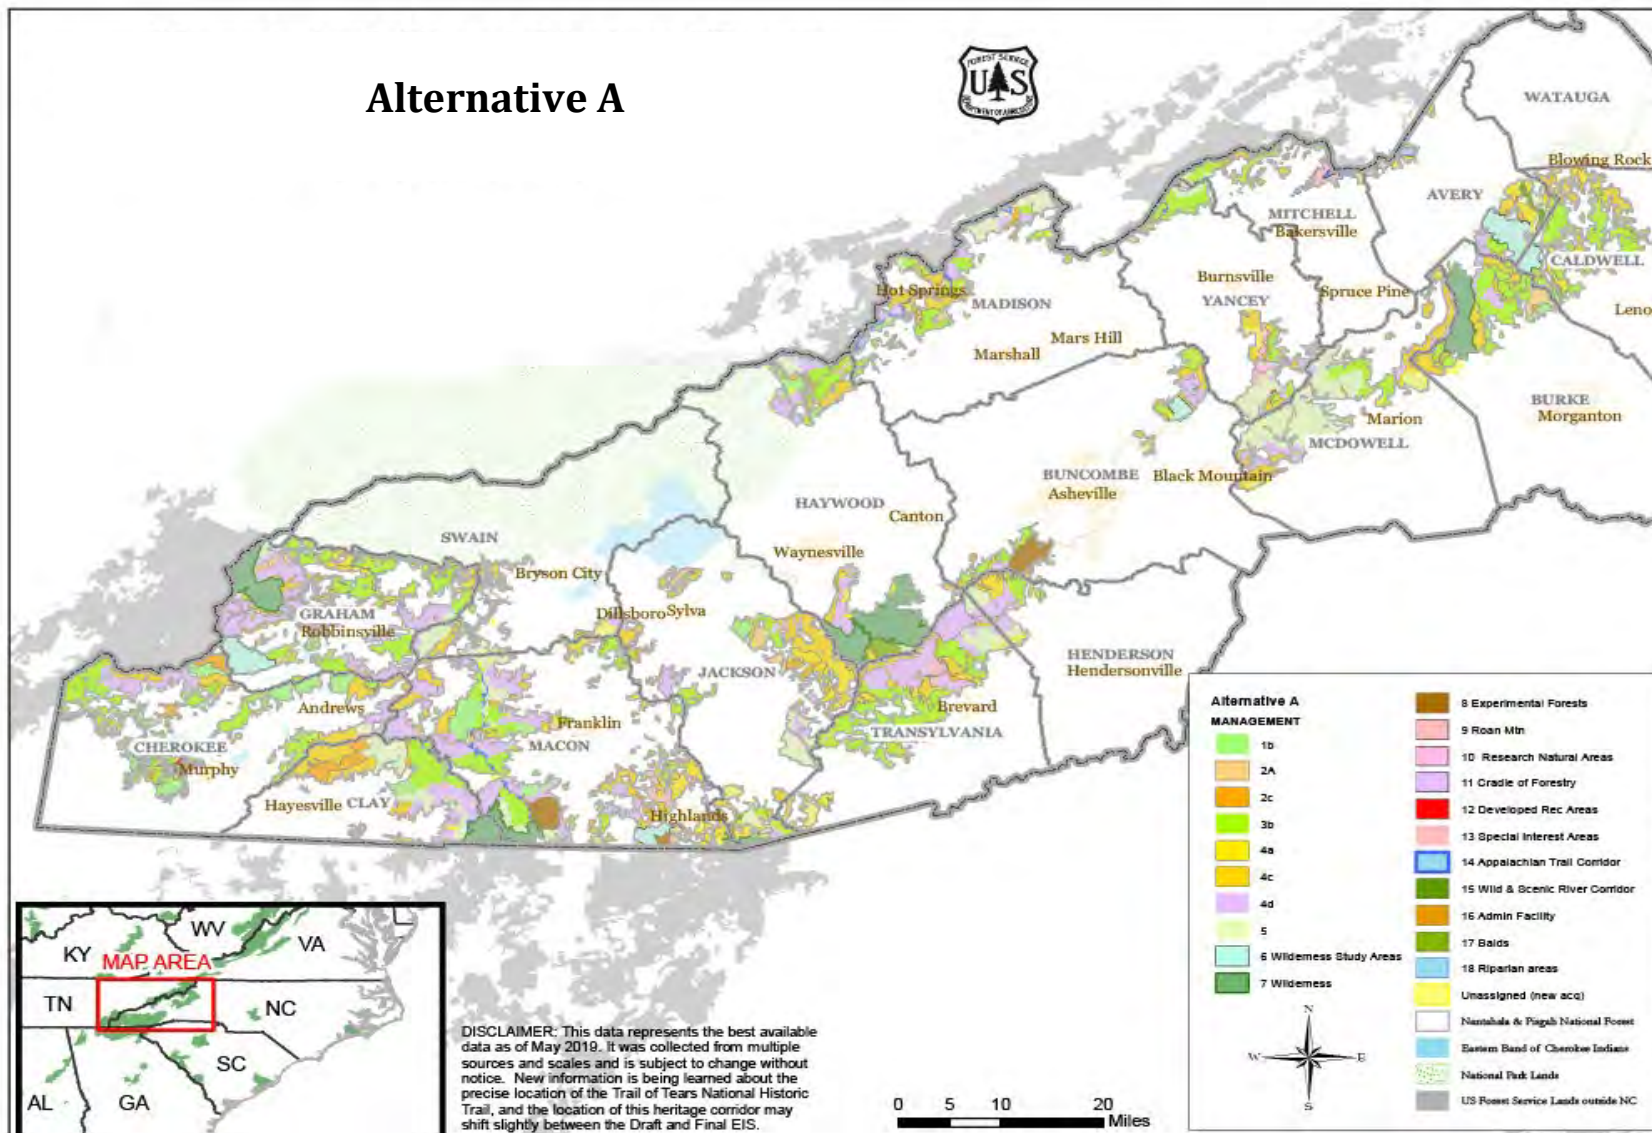 Alternative A
FOREST SERVICE
US
DEPARTMENT OF AGRICULTURE
WATAUGA
Blowing Rock
AVERY
MITCHELL
Bakersville
CALDWELL
Burnsville
YANCEY
Spruce Pine
Leno
Hot Springs
MADISON
Mars Hill
Marshall
BURKE
Morganton
Marion
MCDOWELL
BUNCOMBE
Asheville
Black Mountain
HAYWOOD
Canton
Waynesville
SWAIN
Bryson City
Dillsboro
Sylva
GRAHAM
Robbinsville
JACKSON
HENDERSON
Hendersonville
Andrews
Franklin
MACON
Brevard
TRANSYLVANIA
CHEROKEE
Murphy
Hayesville
CLAY
Highlands
Alternative A
MANAGEMENT
1b
2A
2c
3b
4a
4c
4d
5
6 Wilderness Study Areas
7 Wilderness
8 Experimental Forests
9 Roan Mtn
10 Research Natural Areas
11 Cradle of Forestry
12 Developed Rec Areas
13 Special Interest Areas
14 Appalachian Trail Corridor
15 Wild & Scenic River Corridor
16 Admin Facility
17 Balds
18 Riparian areas
Unassigned (new acq)
Nantahala & Pisgah National Forest
Eastern Band of Cherokee Indians
National Park Lands
US Forest Service Lands outside NC
N
W
E
S
KY
WV
VA
MAP AREA
TN
NC
SC
AL
GA
DISCLAIMER: This data represents the best available
data as of May 2019. It was collected from multiple
sources and scales and is subject to change without
notice. New information is being learned about the
precise location of the Trail of Tears National Historic
Trail, and the location of this heritage corridor may
shift slightly between the Draft and Final EIS.
0 5 10 20
Miles